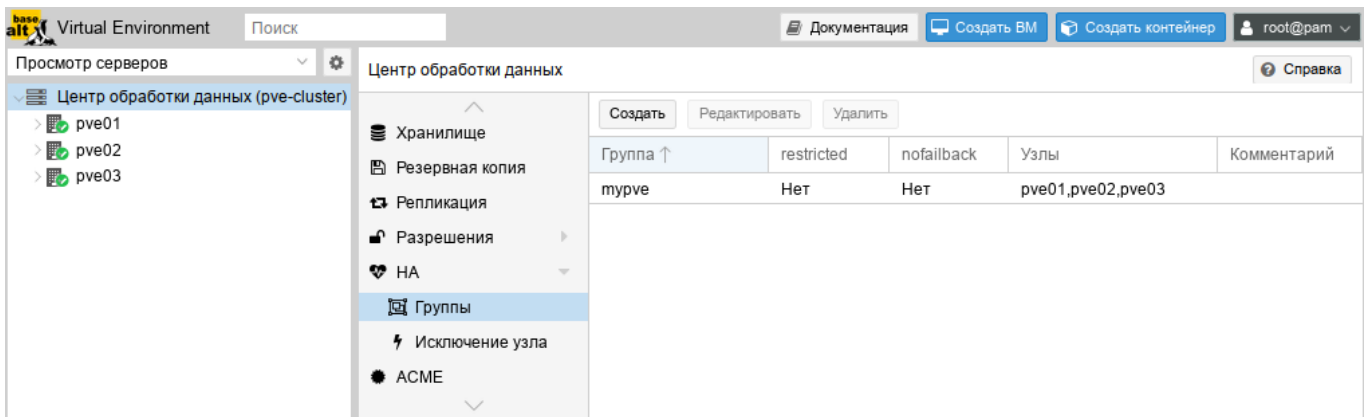 base alt Virtual Environment Поиск Документация Создать ВМ Создать контейнер root@pam
Просмотр серверов
Центр обработки данных Справка
Центр обработки данных (pve-cluster)
pve01
pve02
pve03
Хранилище
Резервная копия
Репликация
Разрешения
HA
Группы
Исключение узла
ACME
Создать Редактировать Удалить
Группа restricted nofailback Узлы Комментарий
mypve Нет Нет pve01,pve02,pve03